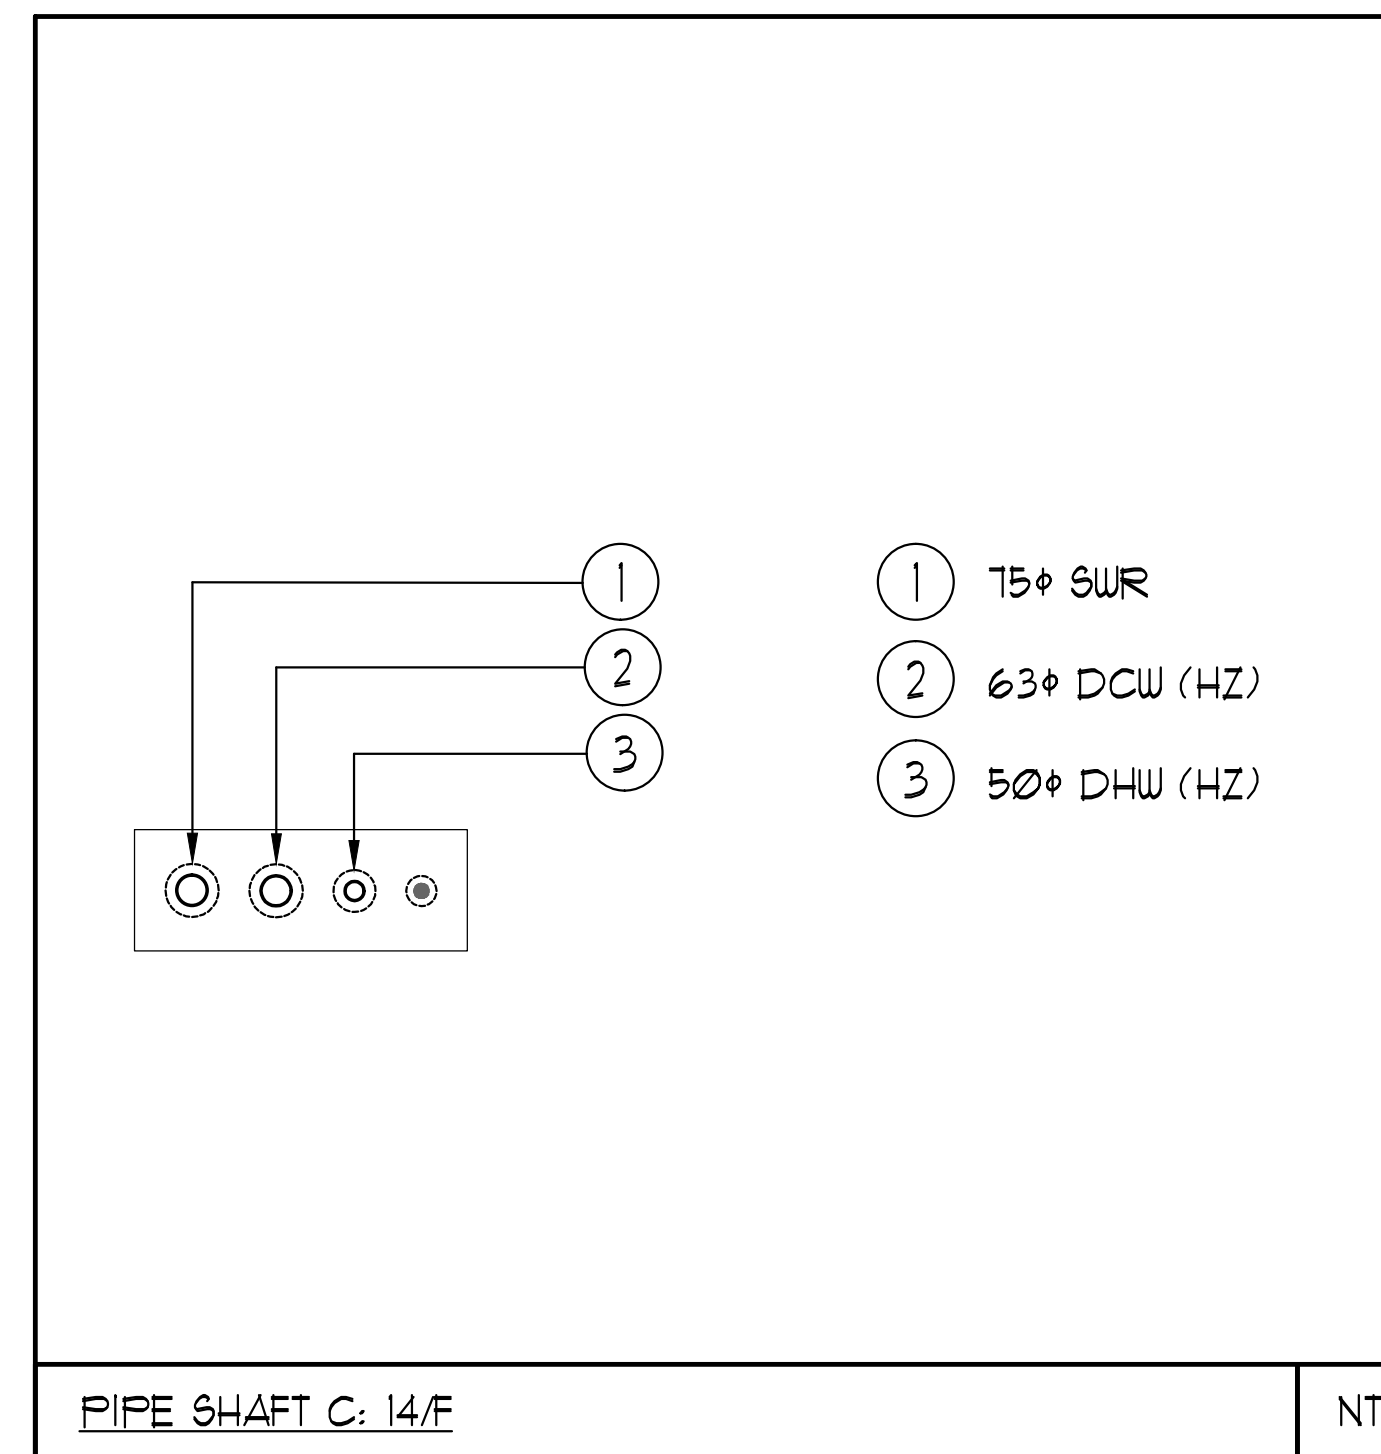 1
2
3
1 75φ SWR
2 63φ DCW (HZ)
3 50φ DHW (HZ)
PIPE SHAFT C: 14/F
NT